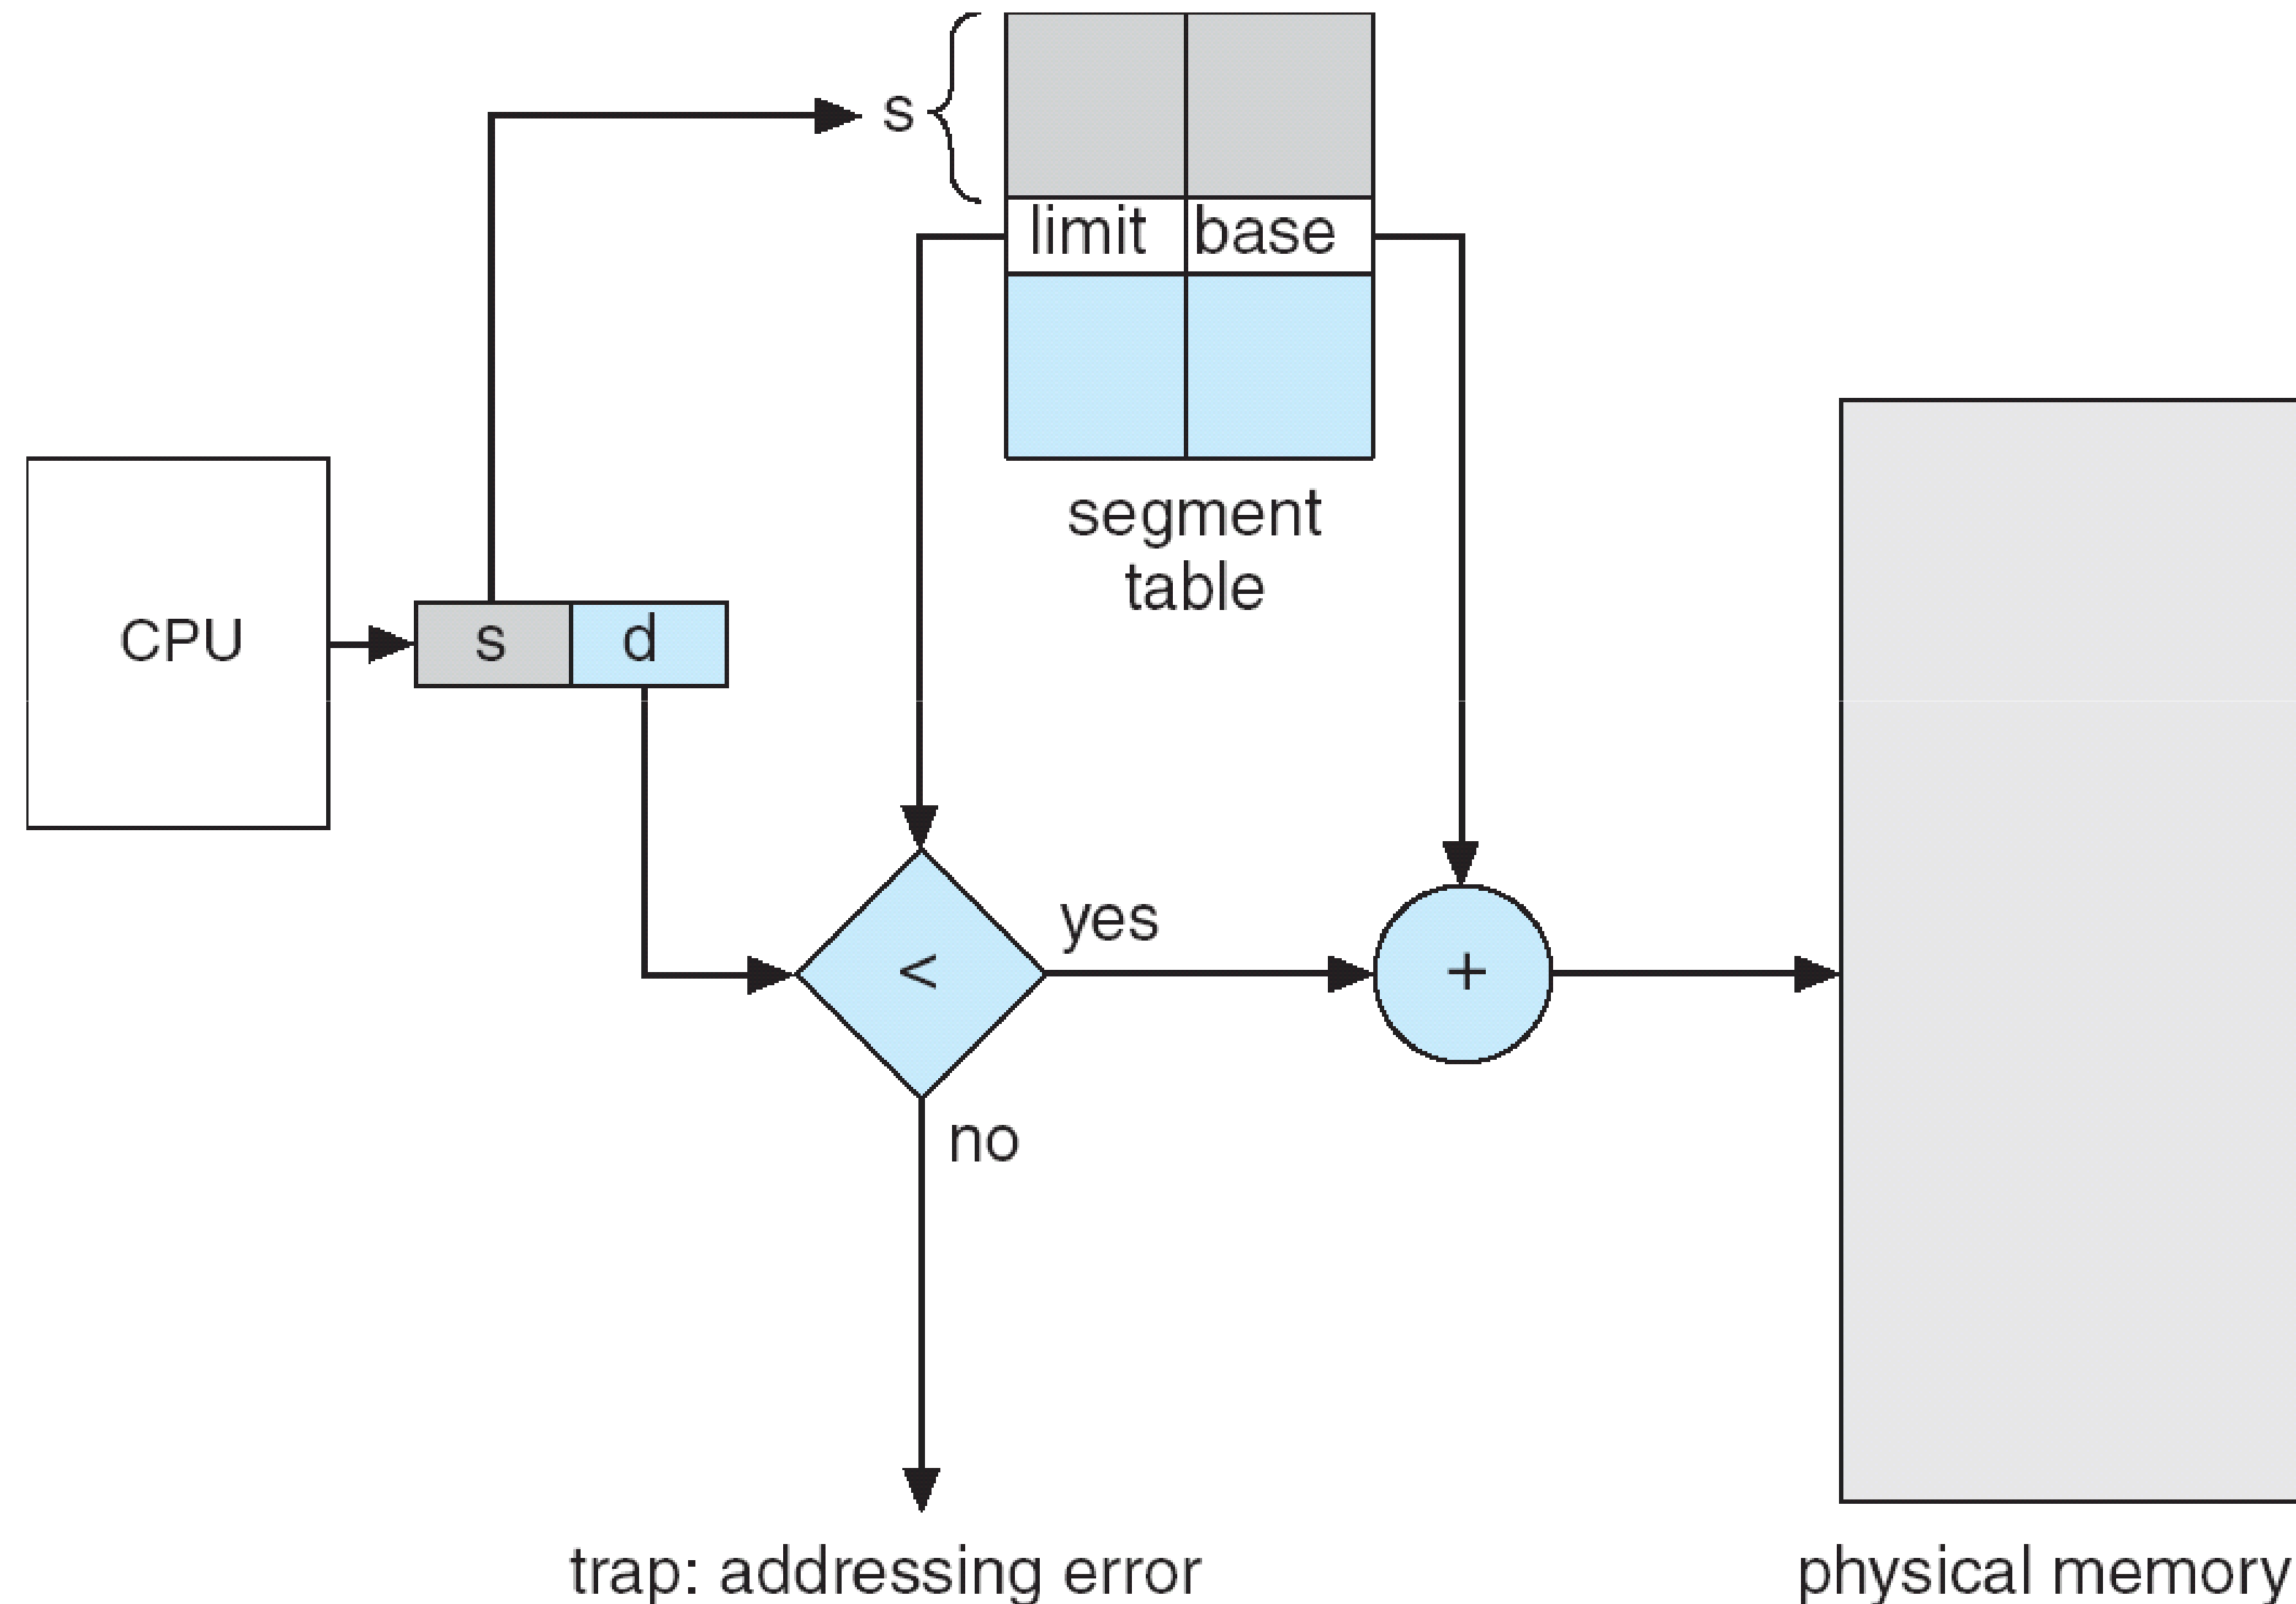 s
limit base
segment
table
CPU
s d
yes
<
+
no
trap: addressing error
physical memory